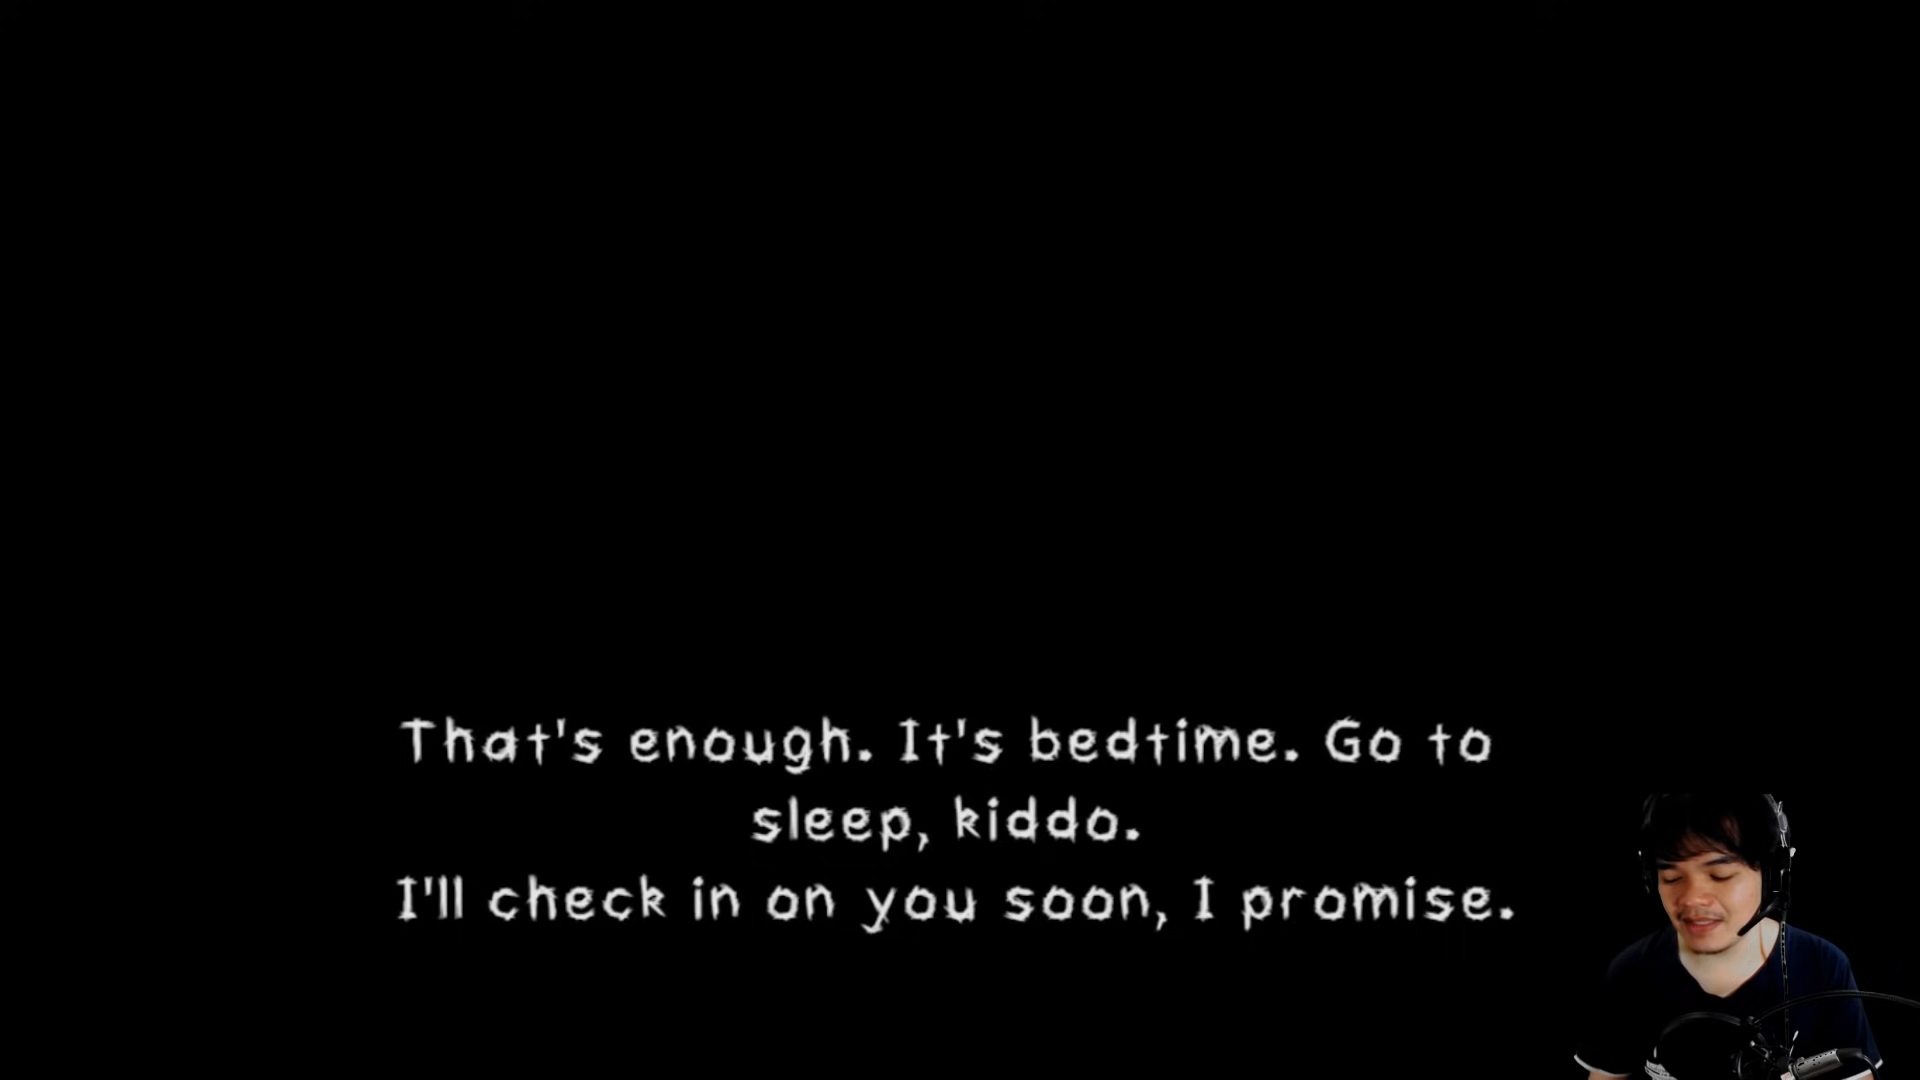 That's enough. It's bedtime. Go to
sleep, kiddo.
I'll check in on you soon, I promise.